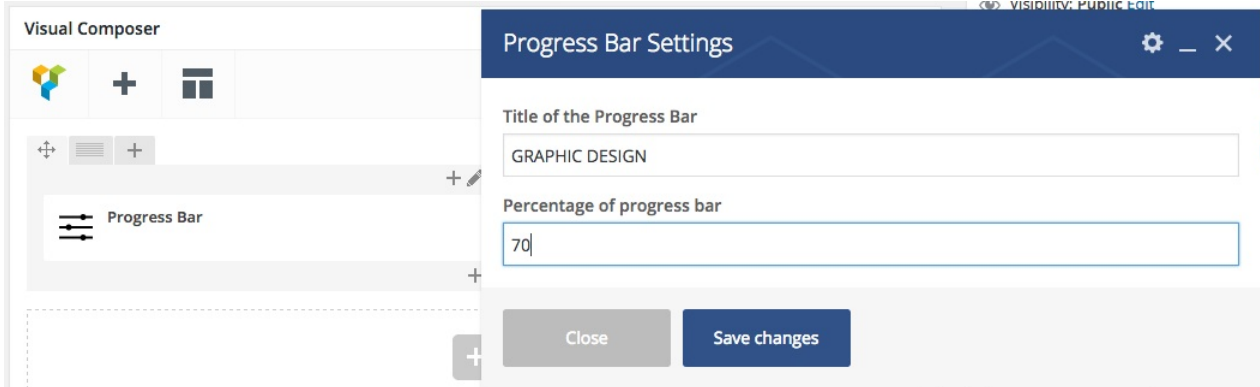 Visibility: Public Edit
Visual Composer
Progress Bar Settings
Title of the Progress Bar
GRAPHIC DESIGN
Progress Bar
Percentage of progress bar
70
Close
Save changes